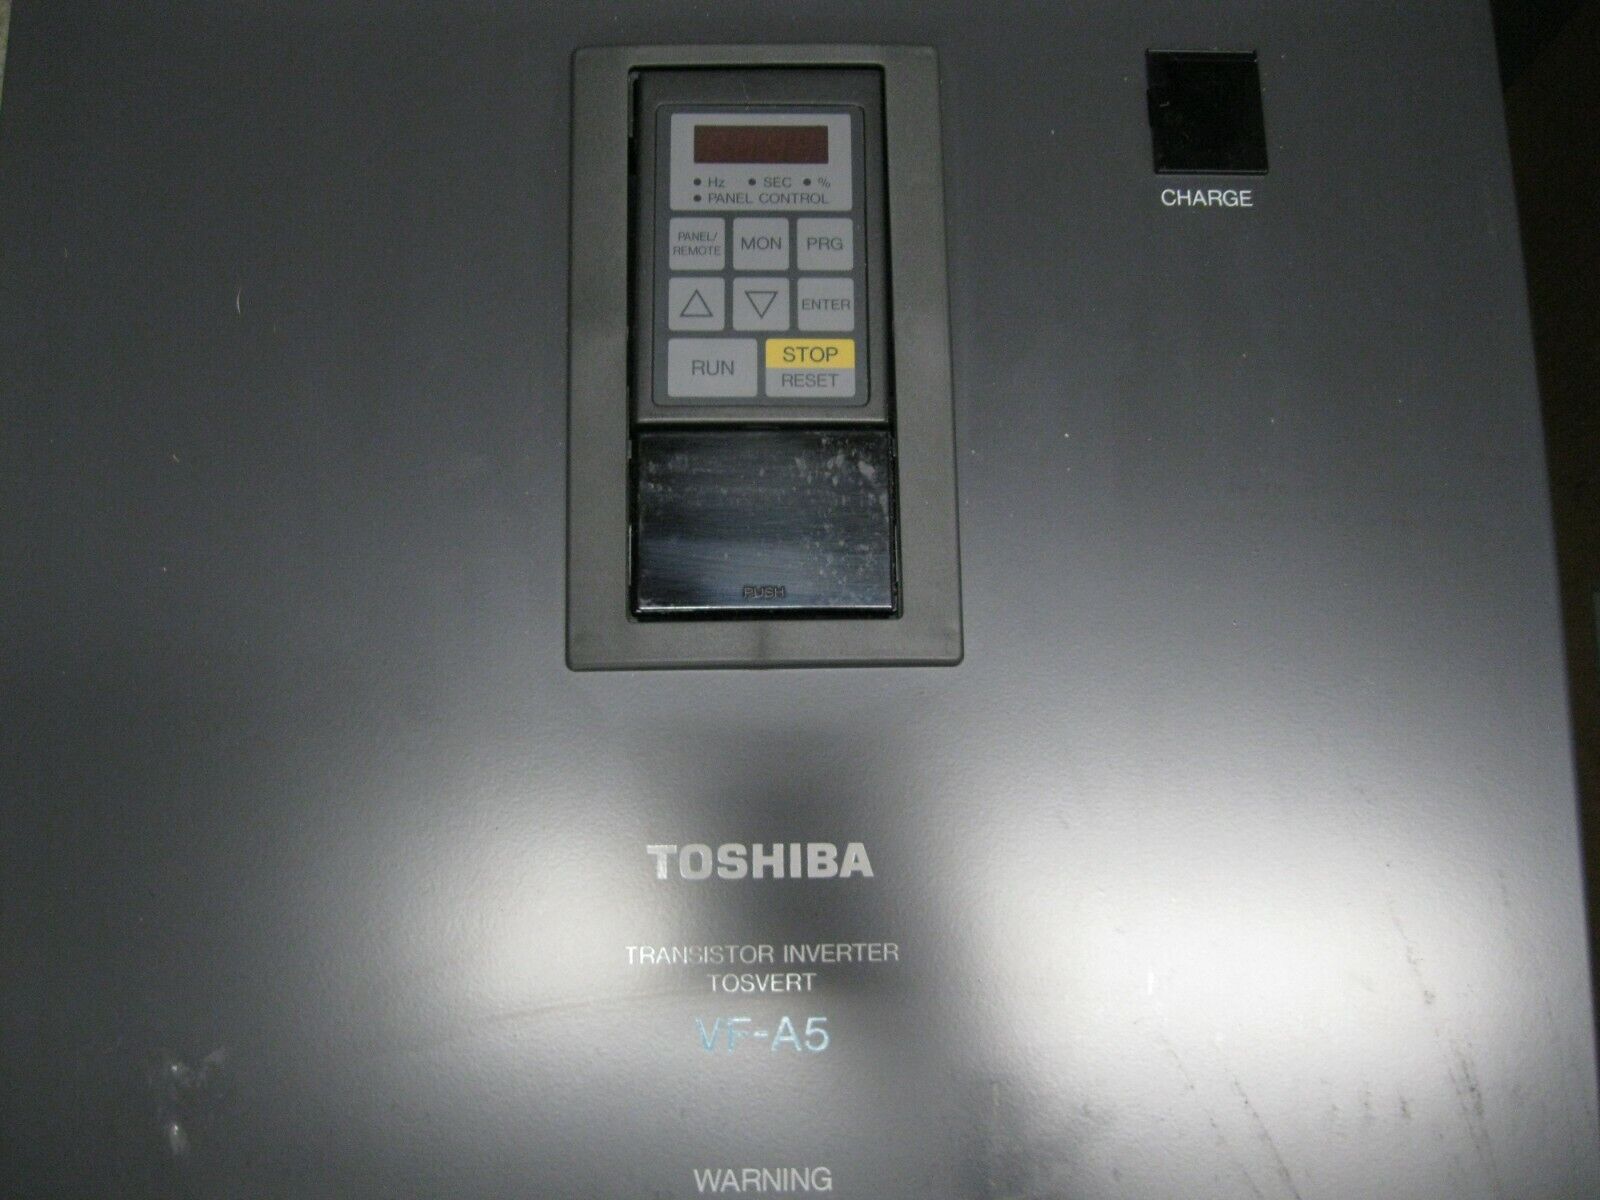 Hz SEC %
PANEL CONTROL
PANEL/
REMOTE
MON
PRG
ENTER
RUN
STOP
RESET
PUSH
CHARGE
TOSHIBA
TRANSISTOR INVERTER
TOSVERT
VF-A5
WARNING